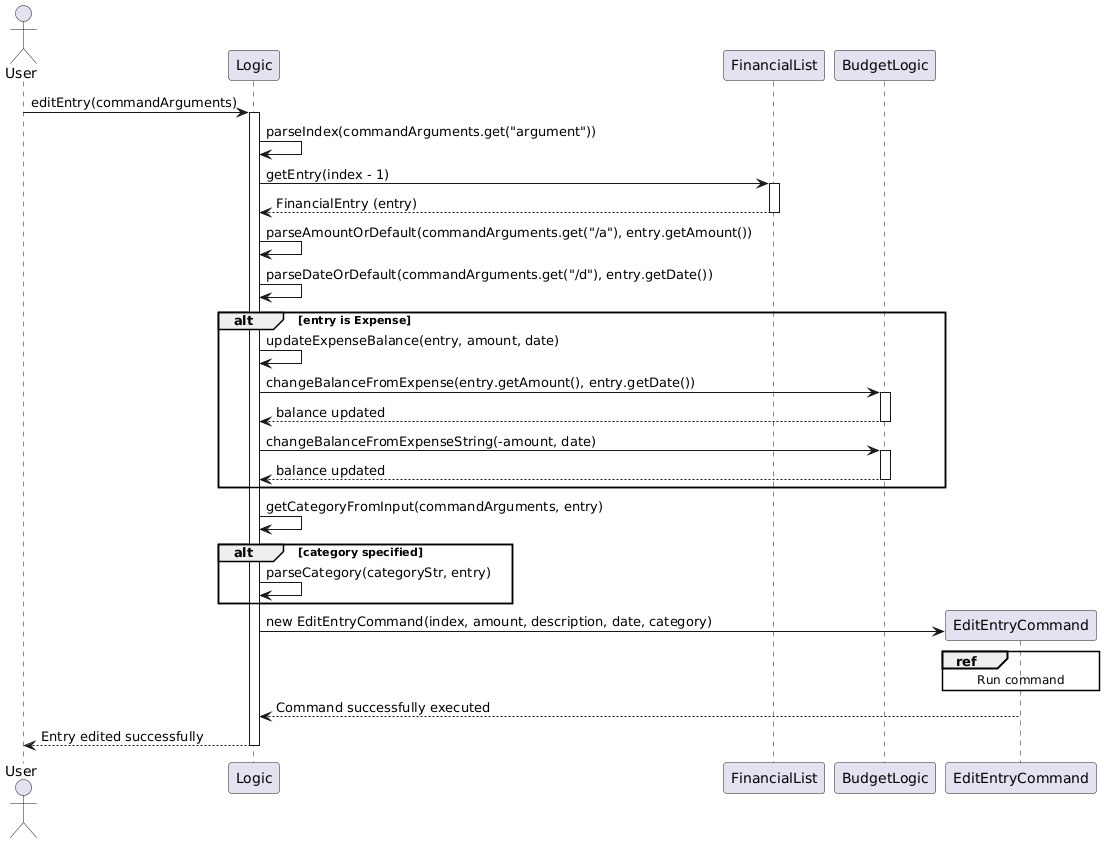 User
Logic
FinancialList
BudgetLogic
editEntry(commandArguments)
parseIndex(commandArguments.get("argument"))
getEntry(index - 1)
FinancialEntry (entry)
parseAmountOrDefault(commandArguments.get("/a"), entry.getAmount())
parseDateOrDefault(commandArguments.get("/d"), entry.getDate())
alt [entry is Expense]
updateExpenseBalance(entry, amount, date)
changeBalanceFromExpense(entry.getAmount(), entry.getDate())
balance updated
changeBalanceFromExpenseString(-amount, date)
balance updated
getCategoryFromInput(commandArguments, entry)
alt [category specified]
parseCategory(categoryStr, entry)
new EditEntryCommand(index, amount, description, date, category)
EditEntryCommand
ref
Run command
Command successfully executed
Entry edited successfully
User
Logic
FinancialList
BudgetLogic
EditEntryCommand